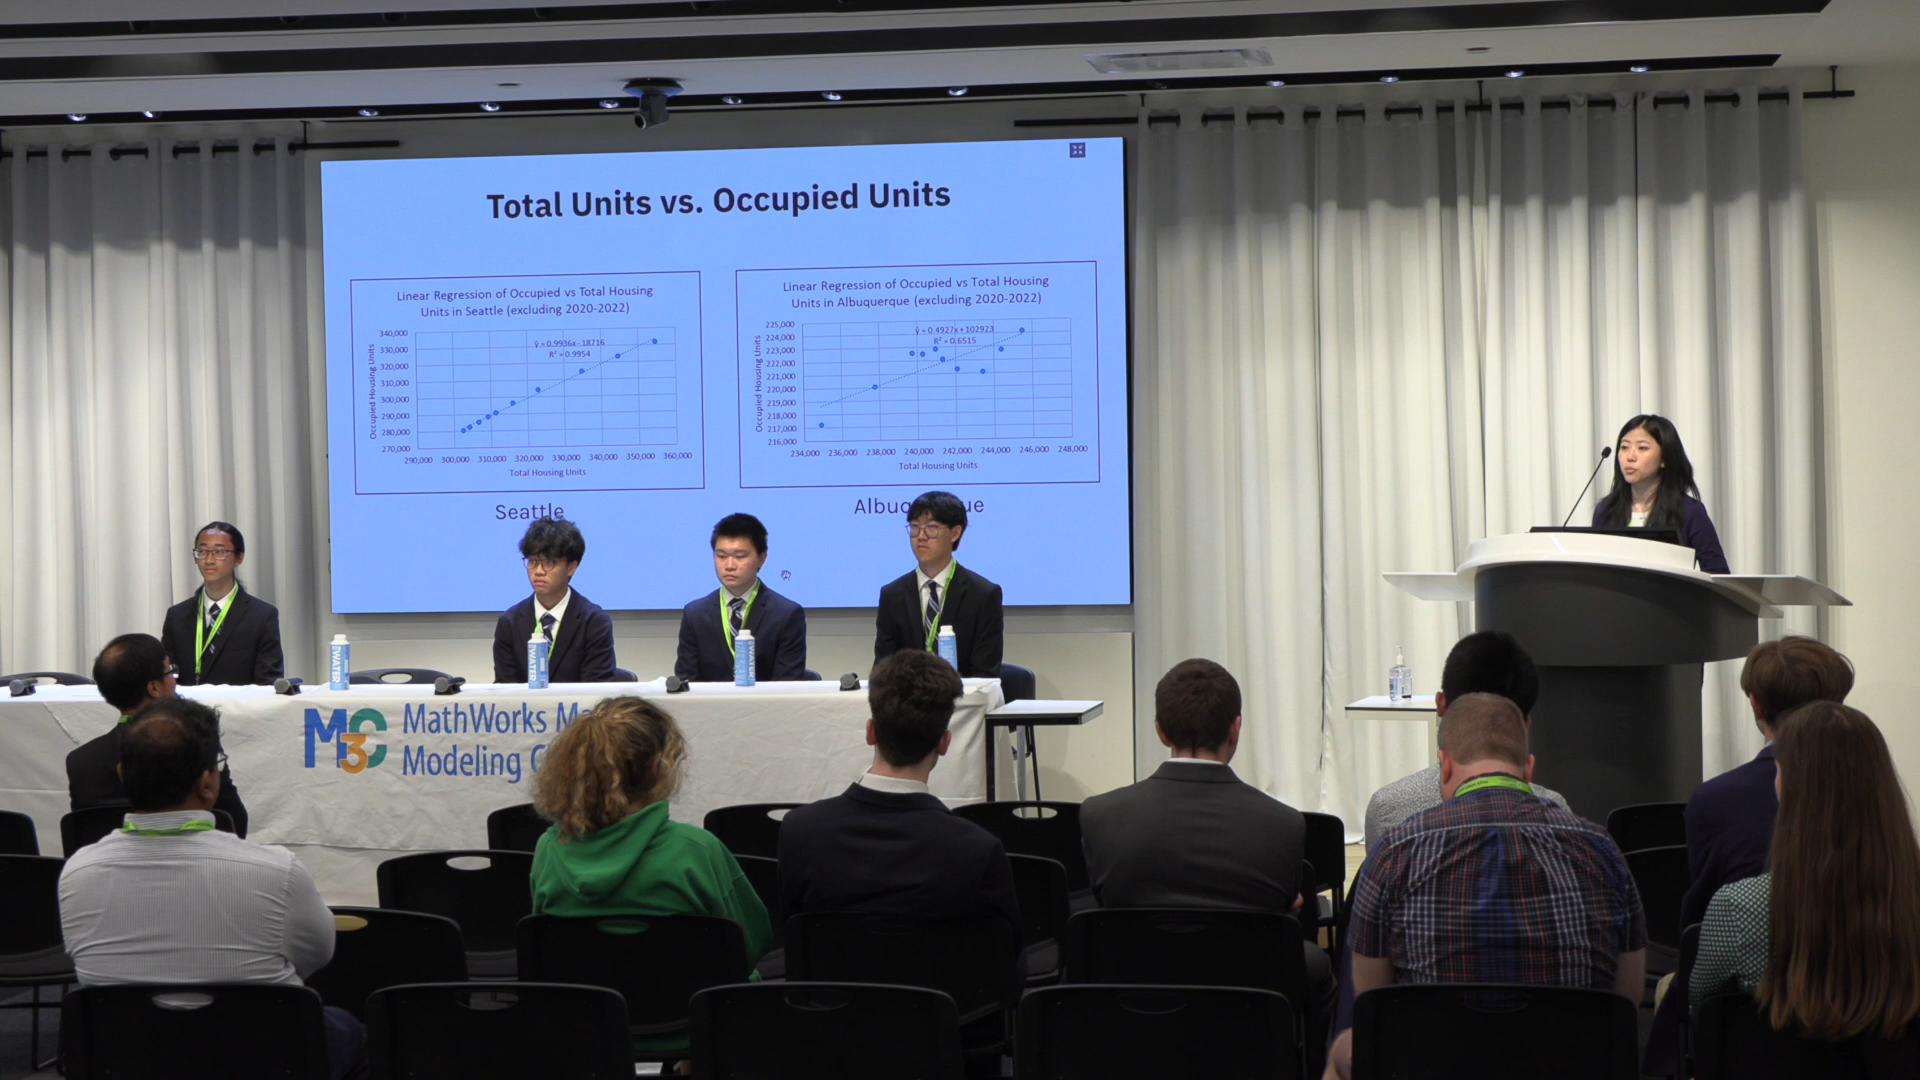 Total Units vs. Occupied Units
Linear Regression of Occupied vs Total Housing
Units in Seattle (excluding 2020-2022)
ŷ = 0.9936x - 18716
R² = 0.9954
Occupied Housing Units
340,000
330,000
320,000
310,000
300,000
290,000
280,000
270,000
290,000 300,000 310,000 320,000 330,000 340,000 350,000 360,000
Total Housing Units
Seattle
Linear Regression of Occupied vs Total Housing
Units in Albuquerque (excluding 2020-2022)
ŷ = 0.4927x + 102923
R² = 0.6515
Occupied Housing Units
225,000
224,000
223,000
222,000
221,000
220,000
219,000
218,000
217,000
216,000
234,000 236,000 238,000 240,000 242,000 244,000 246,000 248,000
Total Housing Units
WATER
WATER
WATER
M3C
MathWorks
Modeling